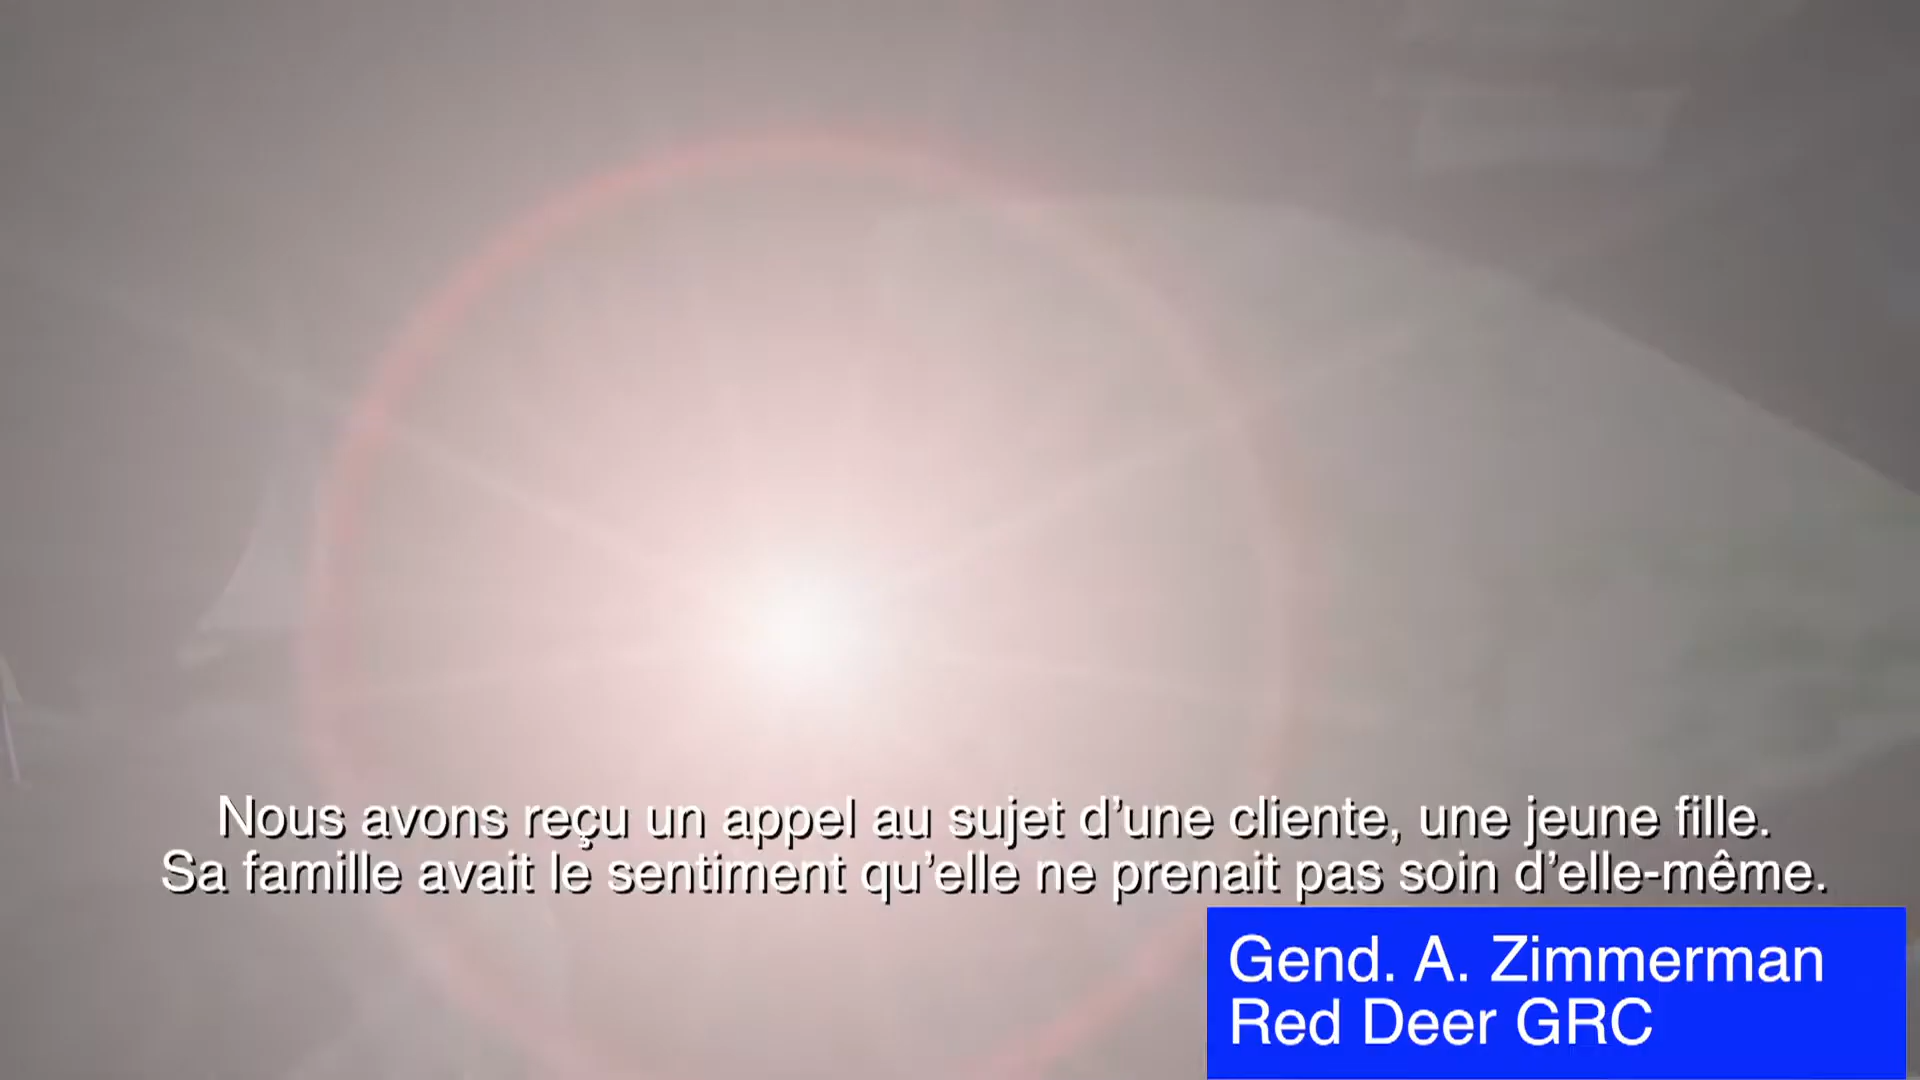 Nous avons reçu un appel au sujet d’une cliente, une jeune fille.
Sa famille avait le sentiment qu’elle ne prenait pas soin d’elle-même.
Gend. A. Zimmerman
Red Deer GRC